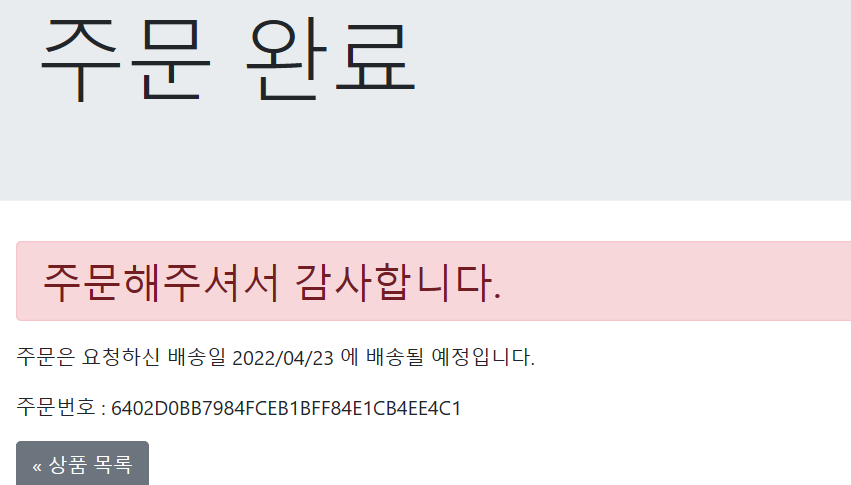 주문 완료
주문해주셔서 감사합니다.
주문은 요청하신 배송일 2022/04/23 에 배송될 예정입니다.
주문번호 : 6402D0BB7984FCEB1BFF84E1CB4EE4C1
« 상품 목록